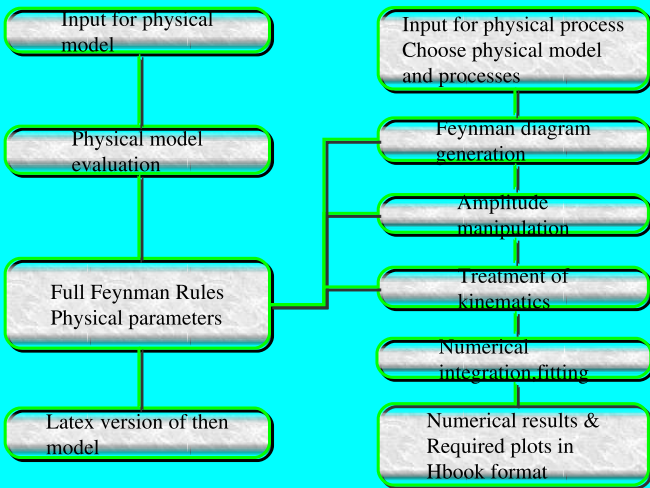 Input for physical
model
Physical model
evaluation
Full Feynman Rules
Physical parameters
Latex version of then
model
Input for physical process
Choose physical model
and processes
Feynman diagram
generation
Amplitude
manipulation
Treatment of
kinematics
Numerical
integration,fitting
Numerical results &
Required plots in
Hbook format